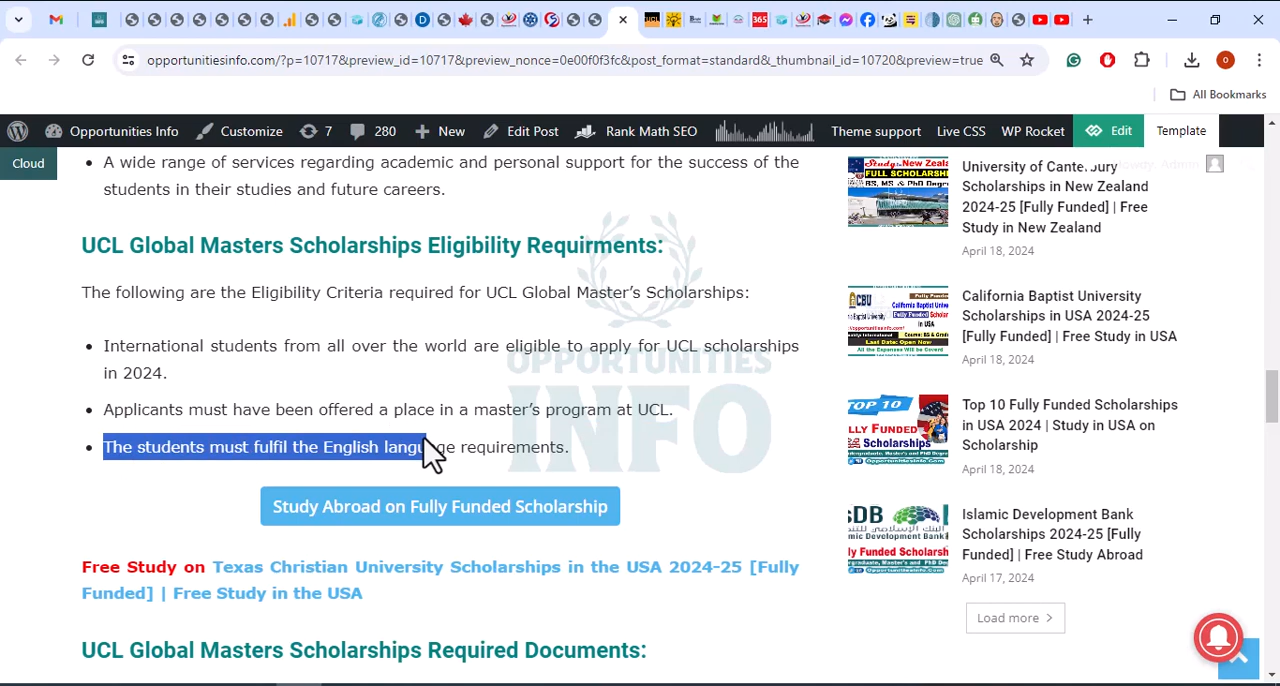 opportunitiesinfo.com/?p=10717&preview_id=10717&preview_nonce=0e00f0f3fc&post_format=standard&_thumbnail_id=10720&preview=true
All Bookmarks
Opportunities Info Customize 7 280 New Edit Post Rank Math SEO Theme support Live CSS WP Rocket Edit Template
Cloud
A wide range of services regarding academic and personal support for the success of the
students in their studies and future careers.
UCL Global Masters Scholarships Eligibility Requirments:
The following are the Eligibility Criteria required for UCL Global Master’s Scholarships:
International students from all over the world are eligible to apply for UCL scholarships
in 2024.
Applicants must have been offered a place in a master’s program at UCL.
The students must fulfil the English language requirements.
Study Abroad on Fully Funded Scholarship
Free Study on Texas Christian University Scholarships in the USA 2024-25 [Fully
Funded] | Free Study in the USA
UCL Global Masters Scholarships Required Documents:
OPPORTUNITIES
INFO
University of Canterbury
Scholarships in New Zealand
2024-25 [Fully Funded] | Free
Study in New Zealand
April 18, 2024
California Baptist University
Scholarships in USA 2024-25
[Fully Funded] | Free Study in USA
April 18, 2024
TOP 10
Top 10 Fully Funded Scholarships
in USA 2024 | Study in USA on
Scholarship
April 18, 2024
Islamic Development Bank
Scholarships 2024-25 [Fully
Funded] | Free Study Abroad
April 17, 2024
Load more